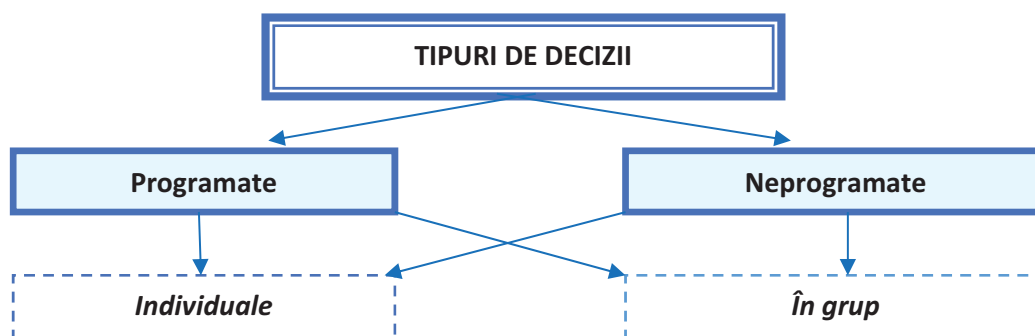 TIPURI DE DECIZII
Programate
Neprogramate
Individuale
În grup